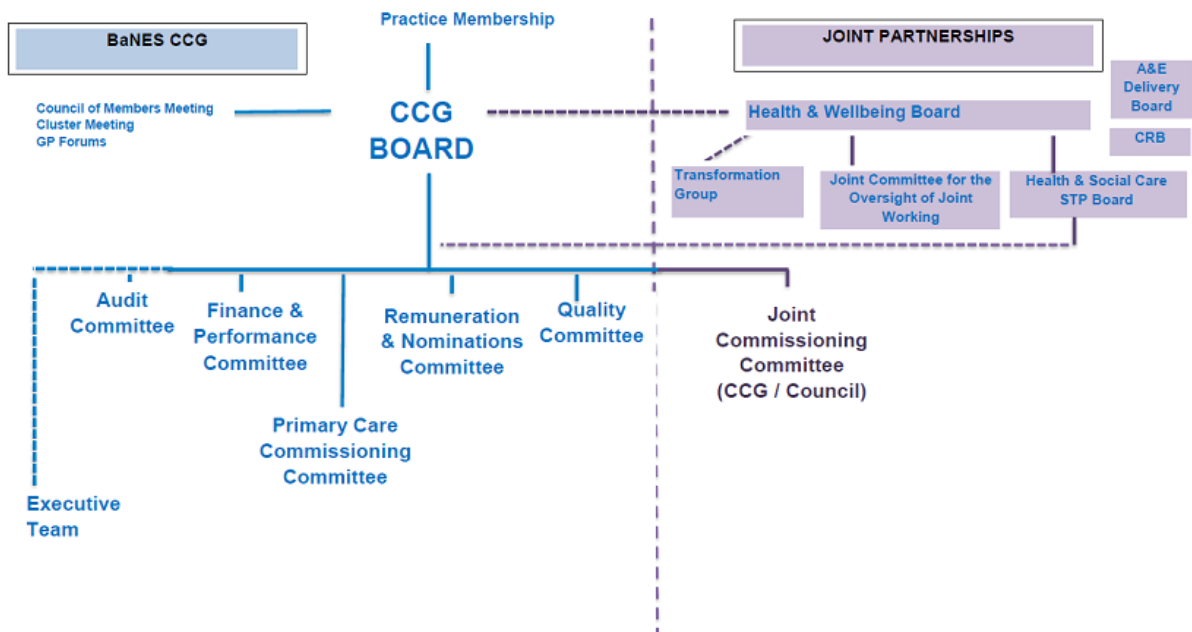 Practice Membership
BaNES CCG
JOINT PARTNERSHIPS
A&E
Delivery
Board
Council of Members Meeting
Cluster Meeting
GP Forums
CCG
BOARD
Health & Wellbeing Board
CRB
Transformation
Group
Joint Committee for the
Oversight of Joint
Working
Health & Social Care
STP Board
Audit
Committee
Finance &
Performance
Committee
Remuneration
& Nominations
Committee
Quality
Committee
Joint
Commissioning
Committee
(CCG / Council)
Primary Care
Commissioning
Committee
Executive
Team